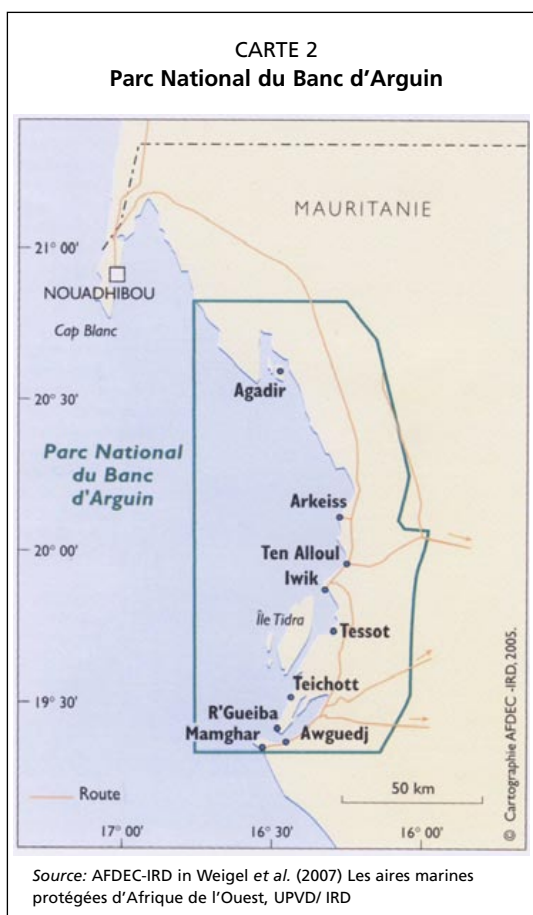 CARTE 2
Parc National du Banc d'Arguin
MAURITANIE
21° 00'
NOUADHIBOU
Cap Blanc
Agadir
20° 30'
Parc National
du Banc
d'Arguin
Arkeiss
20° 00'
Ten Alloul
Iwik
Île Tidra
Tessot
Teichott
19° 30'
R'Gueiba
Mamghar
Awguedj
Route
50 km
17° 00'
16° 30'
16° 00'
© Cartographie AFDEC -IRD, 2005.
Source: AFDEC-IRD in Weigel et al. (2007) Les aires marines
protégées d'Afrique de l'Ouest, UPVD/ IRD